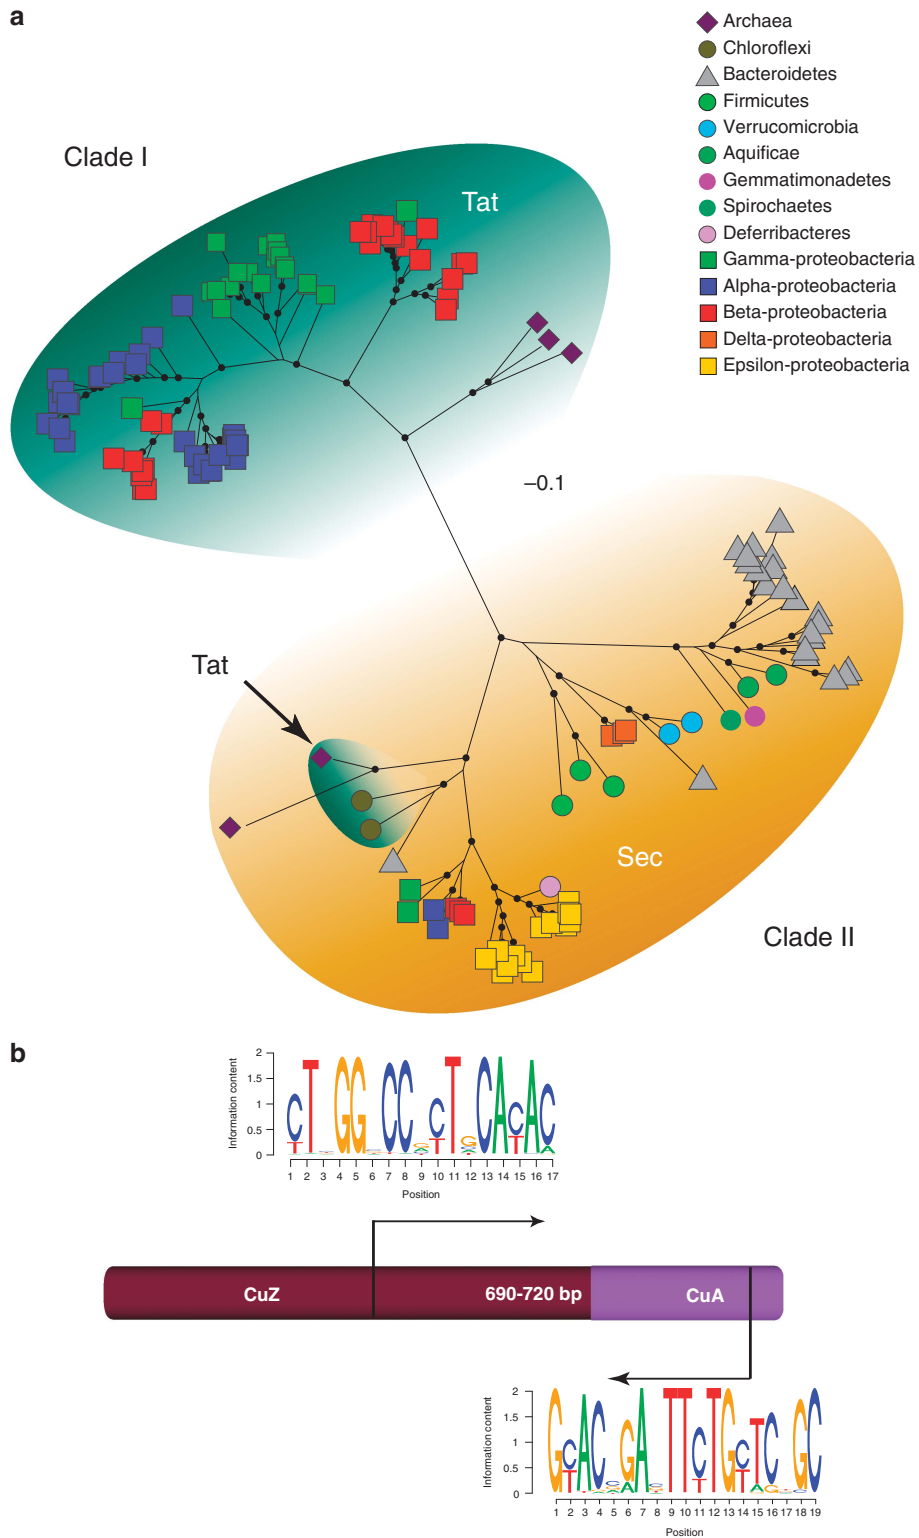 a
Archaea
Chloroflexi
Bacteroidetes
Firmicutes
Verrucomicrobia
Aquificae
Gemmatimonadetes
Spirochaetes
Deferribacteres
Gamma-proteobacteria
Alpha-proteobacteria
Beta-proteobacteria
Delta-proteobacteria
Epsilon-proteobacteria
Clade I
Tat
–0.1
Tat
Sec
Clade II
b
Information content
2
1.5
1
0.5
0
1 2 3 4 5 6 7 8 9 10 11 12 13 14 15 16 17
Position
CuZ
690-720 bp
CuA
Information content
2
1.5
1
0.5
0
1 2 3 4 5 6 7 8 9 10 11 12 13 14 15 16 17 18 19
Position